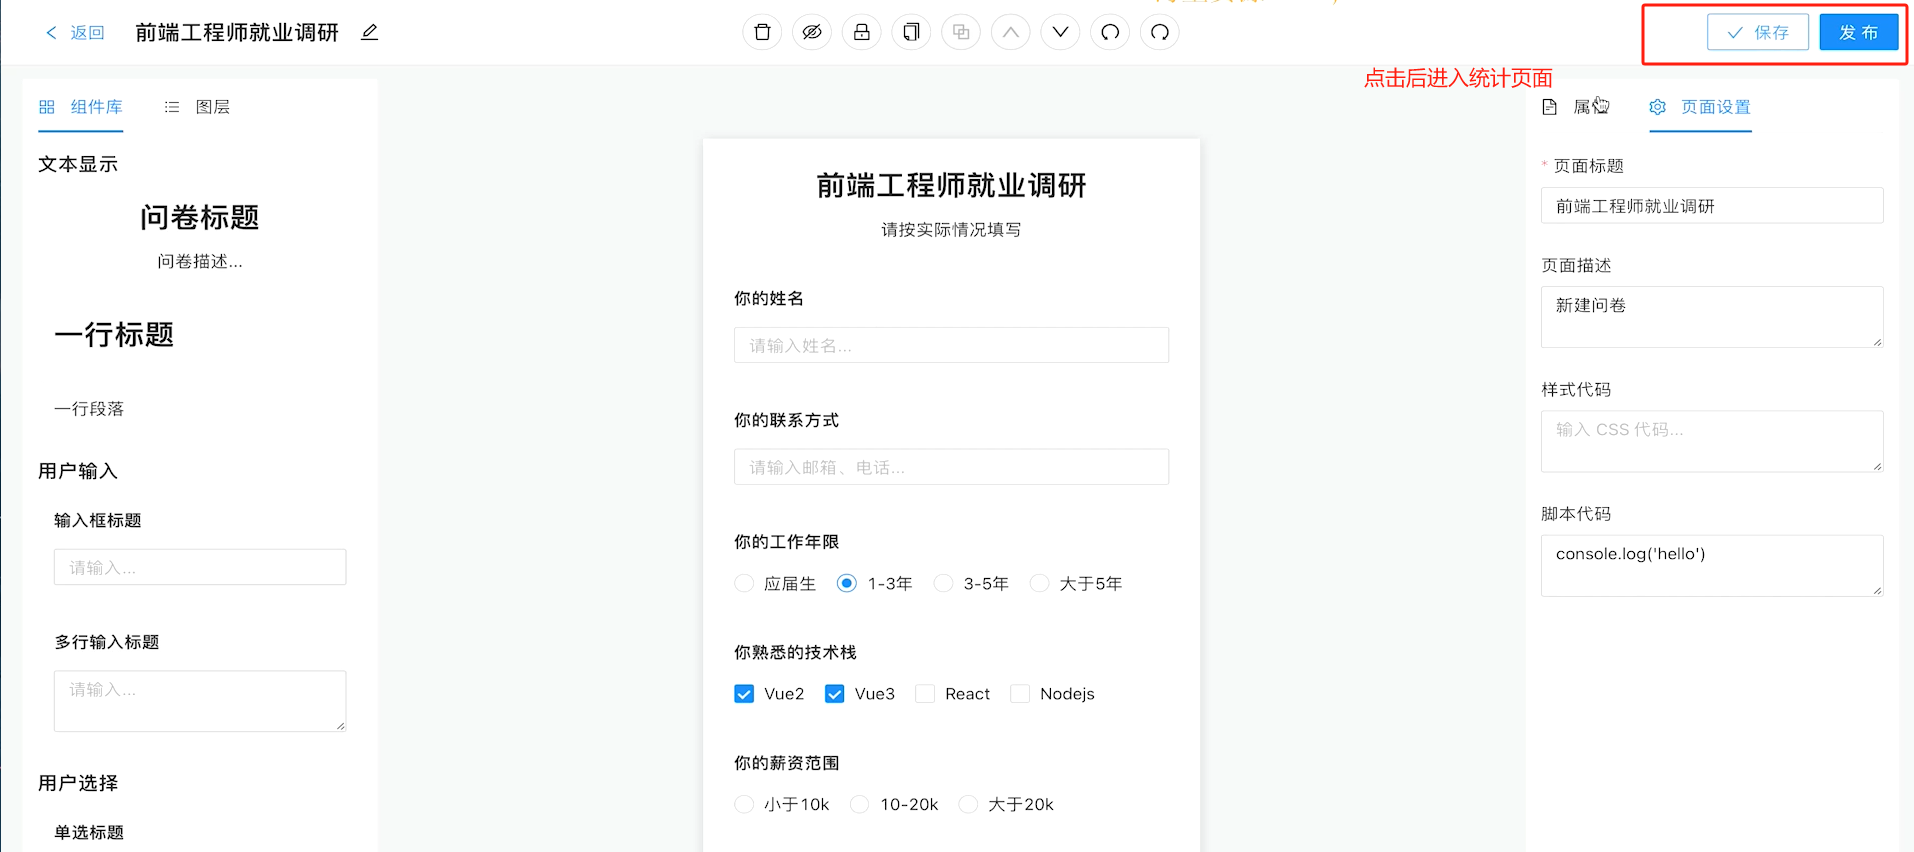 返回
前端工程师就业调研
保存
发 布
点击后进入统计页面
组件库
图层
文本显示
问卷标题
问卷描述...
一行标题
一行段落
用户输入
输入框标题
请输入...
多行输入标题
请输入...
用户选择
单选标题
前端工程师就业调研
请按实际情况填写
你的姓名
请输入姓名...
你的联系方式
请输入邮箱、电话...
你的工作年限
应届生 1-3年 3-5年 大于5年
你熟悉的技术栈
Vue2 Vue3 React Nodejs
你的薪资范围
小于10k 10-20k 大于20k
属
页面设置
* 页面标题
前端工程师就业调研
页面描述
新建问卷
样式代码
输入 CSS 代码...
脚本代码
console.log('hello')